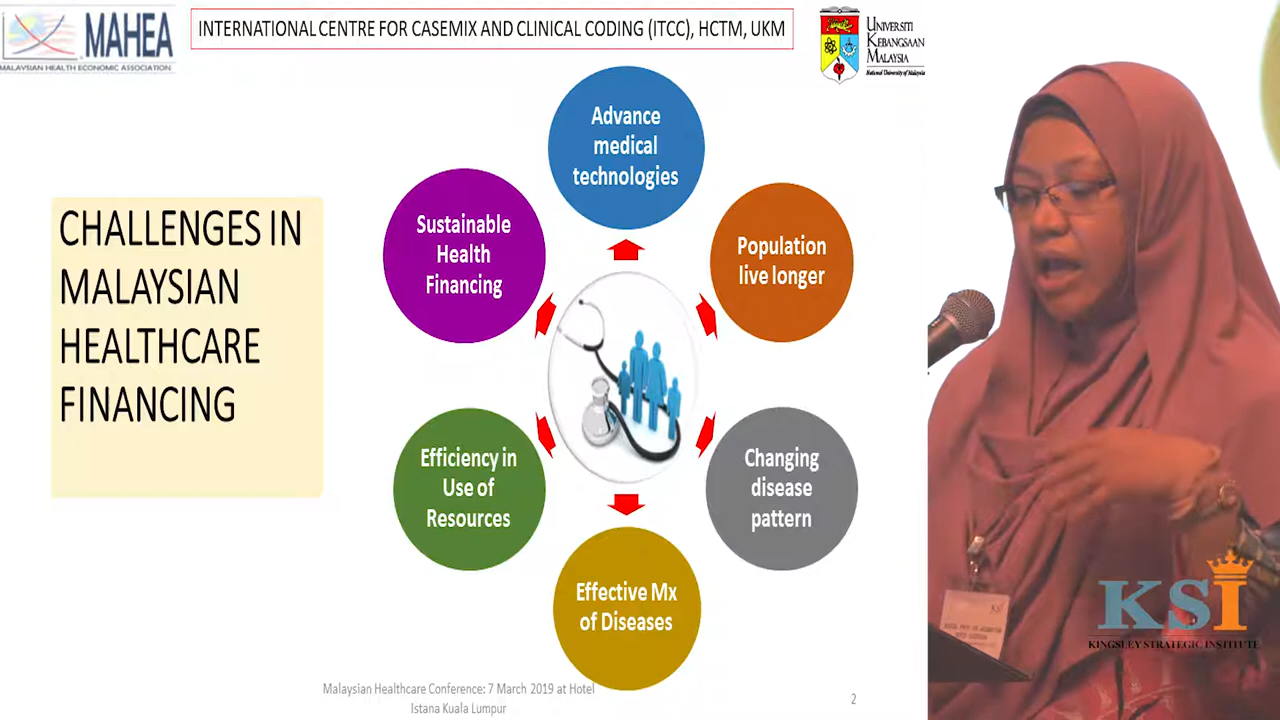 MAHEA
MALAYSIAN HEALTH ECONOMIC ASSOCIATION
INTERNATIONAL CENTRE FOR CASEMIX AND CLINICAL CODING (ITCC), HCTM, UKM
UNIVERSITI
KEBANGSAAN
MALAYSIA
National University of Malaysia
CHALLENGES IN
MALAYSIAN
HEALTHCARE
FINANCING
Advance
medical
technologies
Population
live longer
Changing
disease
pattern
Effective Mx
of Diseases
Efficiency in
Use of
Resources
Sustainable
Health
Financing
Malaysian Healthcare Conference: 7 March 2019 at Hotel
Istana Kuala Lumpur
2
KSI
KINGSLEY STRATEGIC INSTITUTE